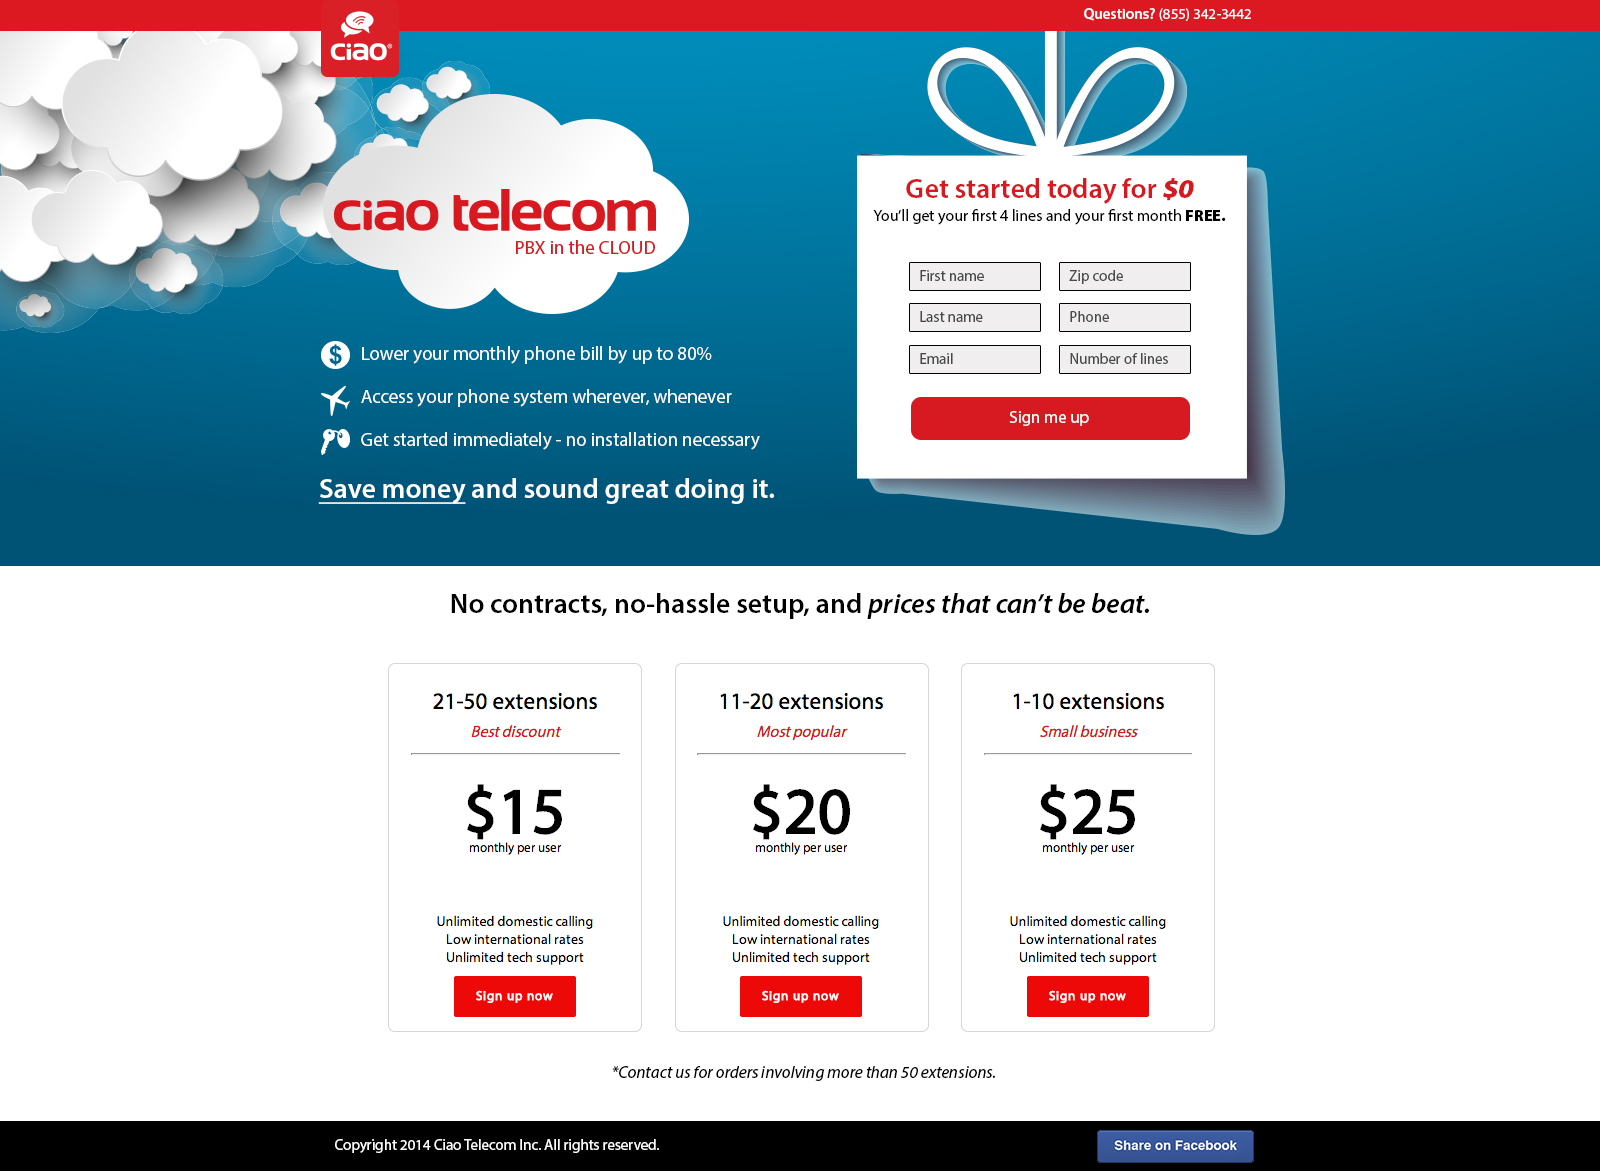 Questions? (855) 342-3442
ciao®
ciao telecom
PBX in the CLOUD
Lower your monthly phone bill by up to 80%
Access your phone system wherever, whenever
Get started immediately - no installation necessary
Save money and sound great doing it.
Get started today for $0
You'll get your first 4 lines and your first month FREE.
First name
Zip code
Last name
Phone
Email
Number of lines
Sign me up
No contracts, no-hassle setup, and prices that can't be beat.
21-50 extensions
Best discount
$15
monthly per user
Unlimited domestic calling
Low international rates
Unlimited tech support
Sign up now
11-20 extensions
Most popular
$20
monthly per user
Unlimited domestic calling
Low international rates
Unlimited tech support
Sign up now
1-10 extensions
Small business
$25
monthly per user
Unlimited domestic calling
Low international rates
Unlimited tech support
Sign up now
*Contact us for orders involving more than 50 extensions.
Copyright 2014 Ciao Telecom Inc. All rights reserved.
Share on Facebook